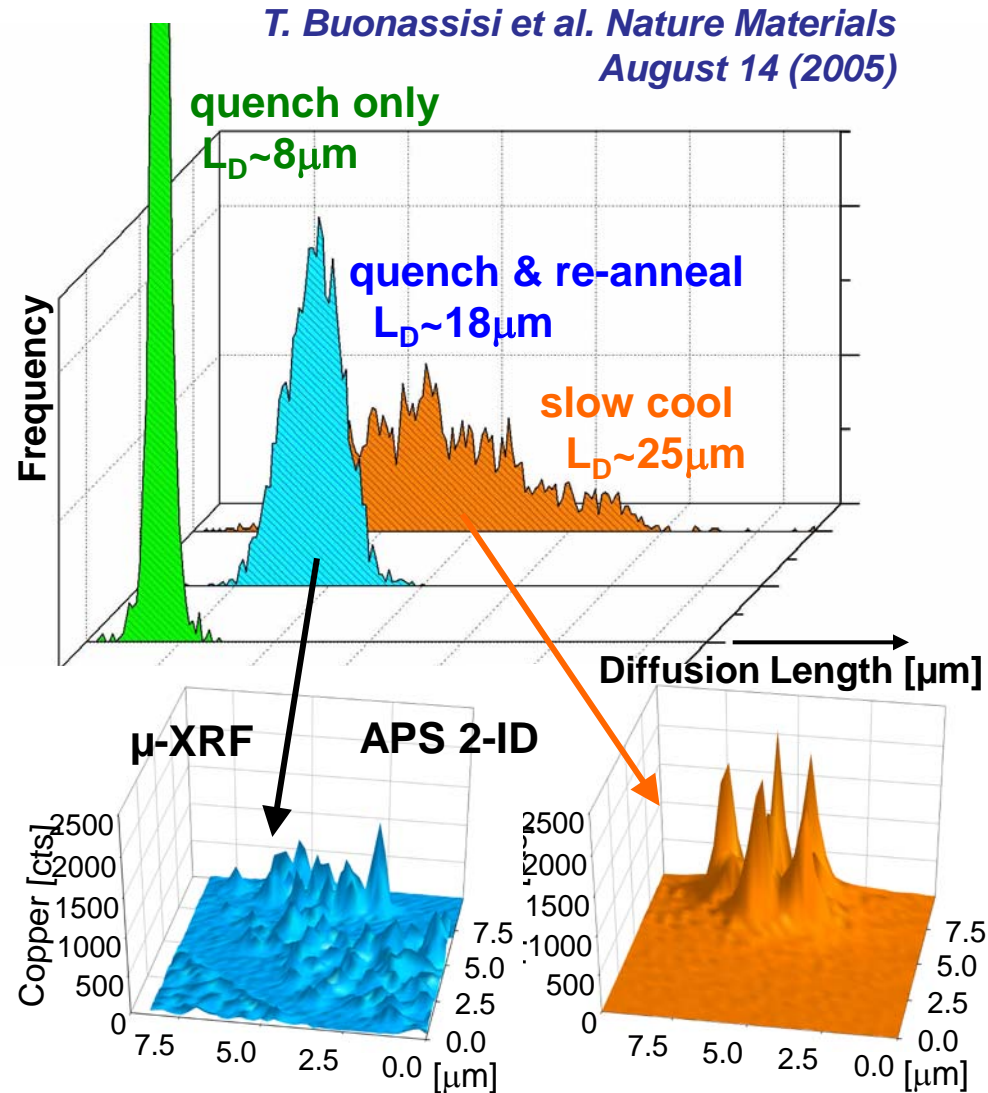 T. Buonassisi et al. Nature Materials
August 14 (2005)
quench only
L_D~8μm
quench & re-anneal
L_D~18μm
slow cool
L_D~25μm
Frequency
Diffusion Length [μm]
μ-XRF
APS 2-ID
Copper [cts]
2500
2000
1500
1000
500
0
7.5
5.0
2.5
0.0
7.5
5.0
2.5
0.0
[μm]
2500
2000
1500
1000
500
0
7.5
5.0
2.5
0.0
7.5
5.0
2.5
0.0
[μm]